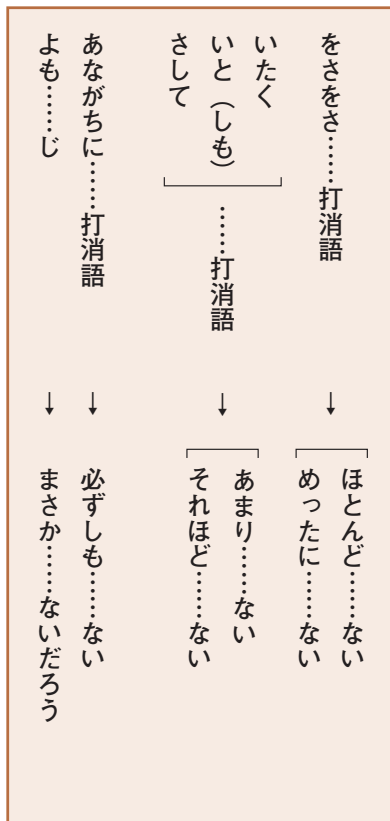 をさをさ……打消語
↓
ほとんど……ない
めったに……ない
いたく
いと（しも）
さして
……打消語
↓
あまり……ない
それほど……ない
あながちに……打消語
↓
必ずしも……ない
よも……じ
↓
まさか……ないだろう